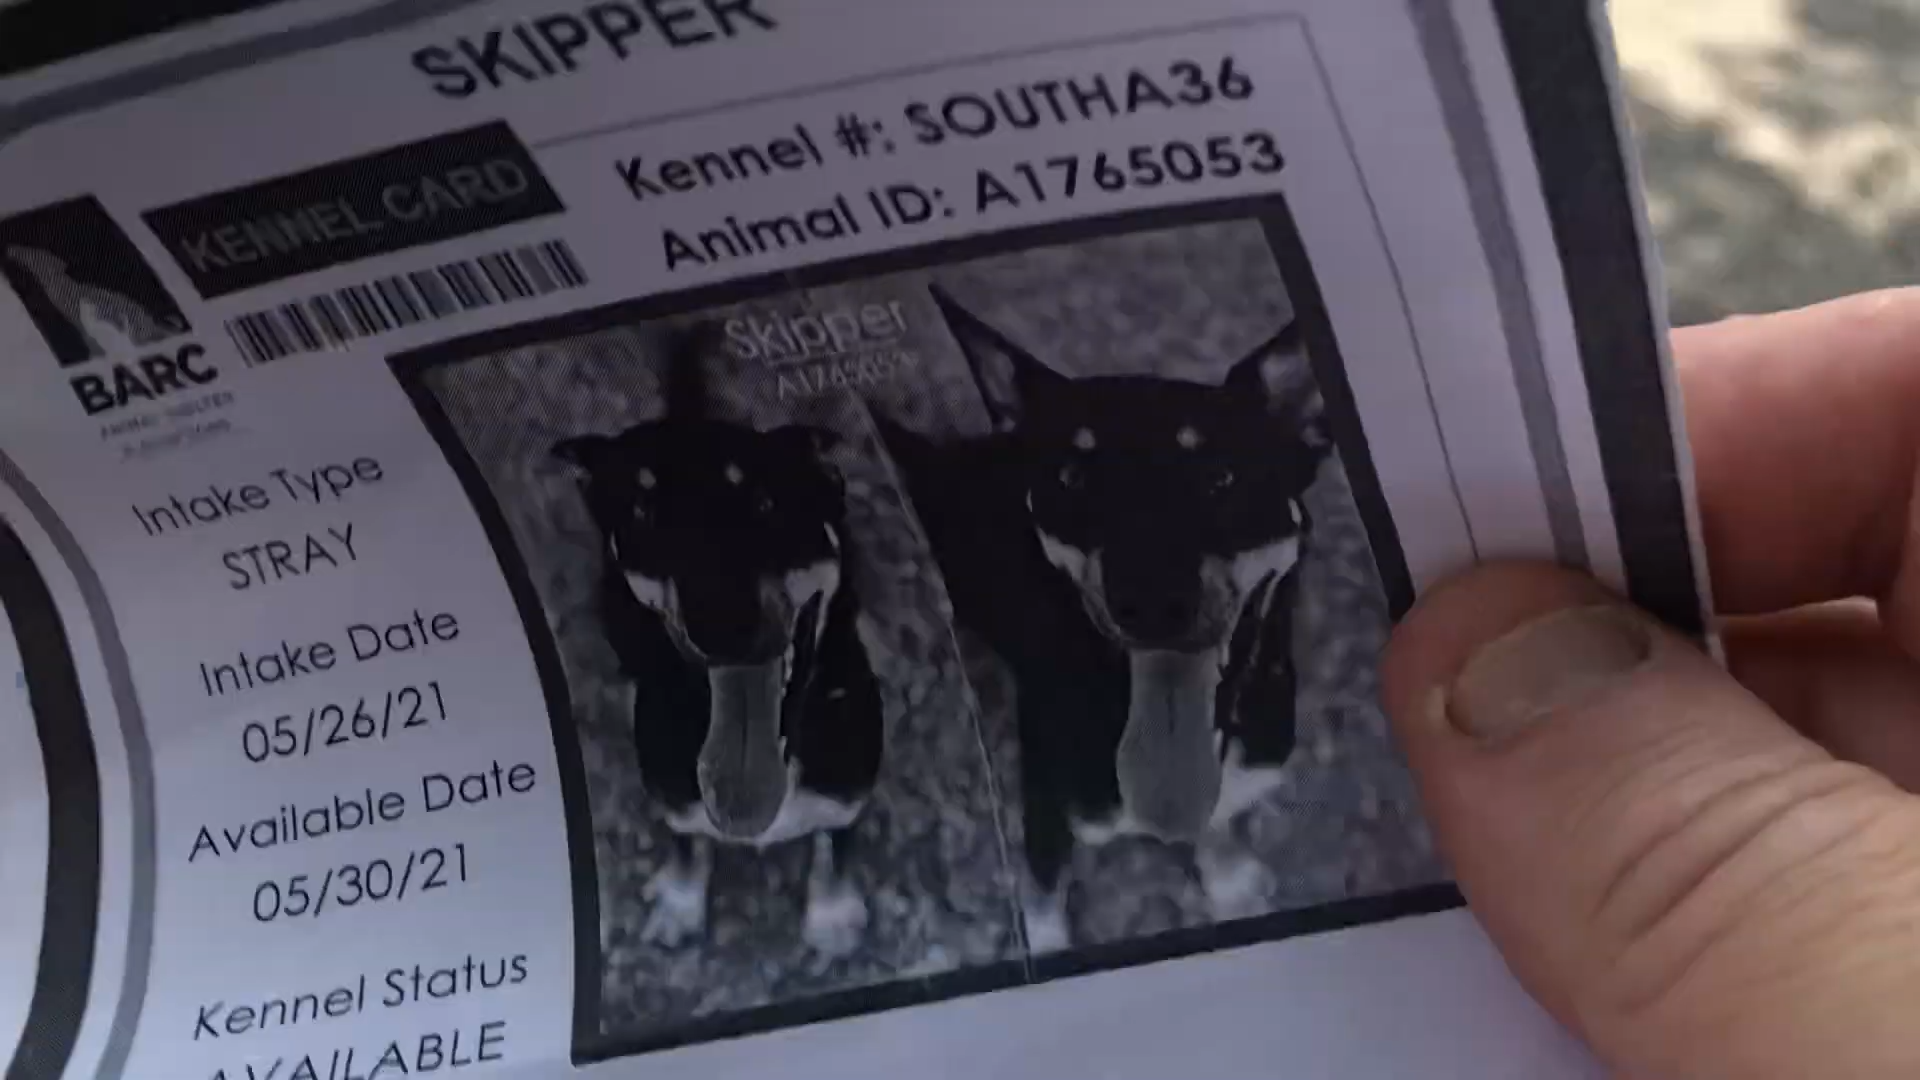 SKIPPER
KENNEL CARD
Kennel #: SOUTHA36
Animal ID: A1765053
BARC
Skipper
Intake Type
STRAY
Intake Date
05/26/21
Available Date
05/30/21
Kennel Status
AVAILABLE